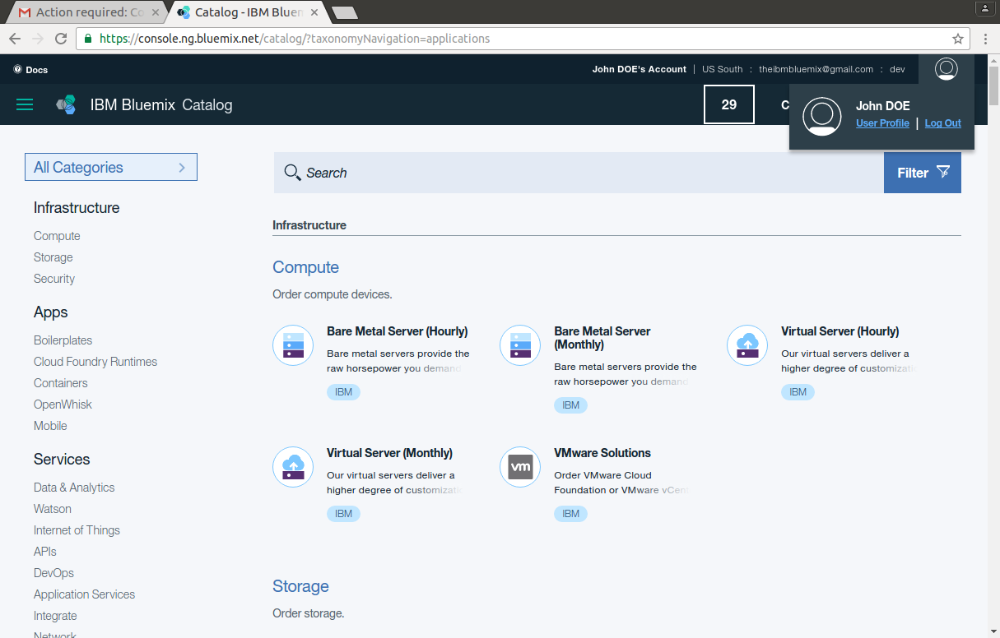 Action required: Co
Catalog - IBM Bluem
https://console.ng.bluemix.net/catalog/?taxonomyNavigation=applications
Docs
John DOE's Account | US South : theibmbluemix@gmail.com : dev
IBM Bluemix Catalog
29
C
John DOE
User Profile | Log Out
All Categories
Search
Filter
Infrastructure
Compute
Storage
Security
Apps
Boilerplates
Cloud Foundry Runtimes
Containers
OpenWhisk
Mobile
Services
Data & Analytics
Watson
Internet of Things
APIs
DevOps
Application Services
Integrate
Network
Infrastructure
Compute
Order compute devices.
Bare Metal Server (Hourly)
Bare metal servers provide the
raw horsepower you demand
IBM
Bare Metal Server
(Monthly)
Bare metal servers provide the
raw horsepower you demand
IBM
Virtual Server (Hourly)
Our virtual servers deliver a
higher degree of customizati
IBM
Virtual Server (Monthly)
Our virtual servers deliver a
higher degree of customizati
IBM
vm
VMware Solutions
Order VMware Cloud
Foundation or VMware vCent
IBM
Storage
Order storage.